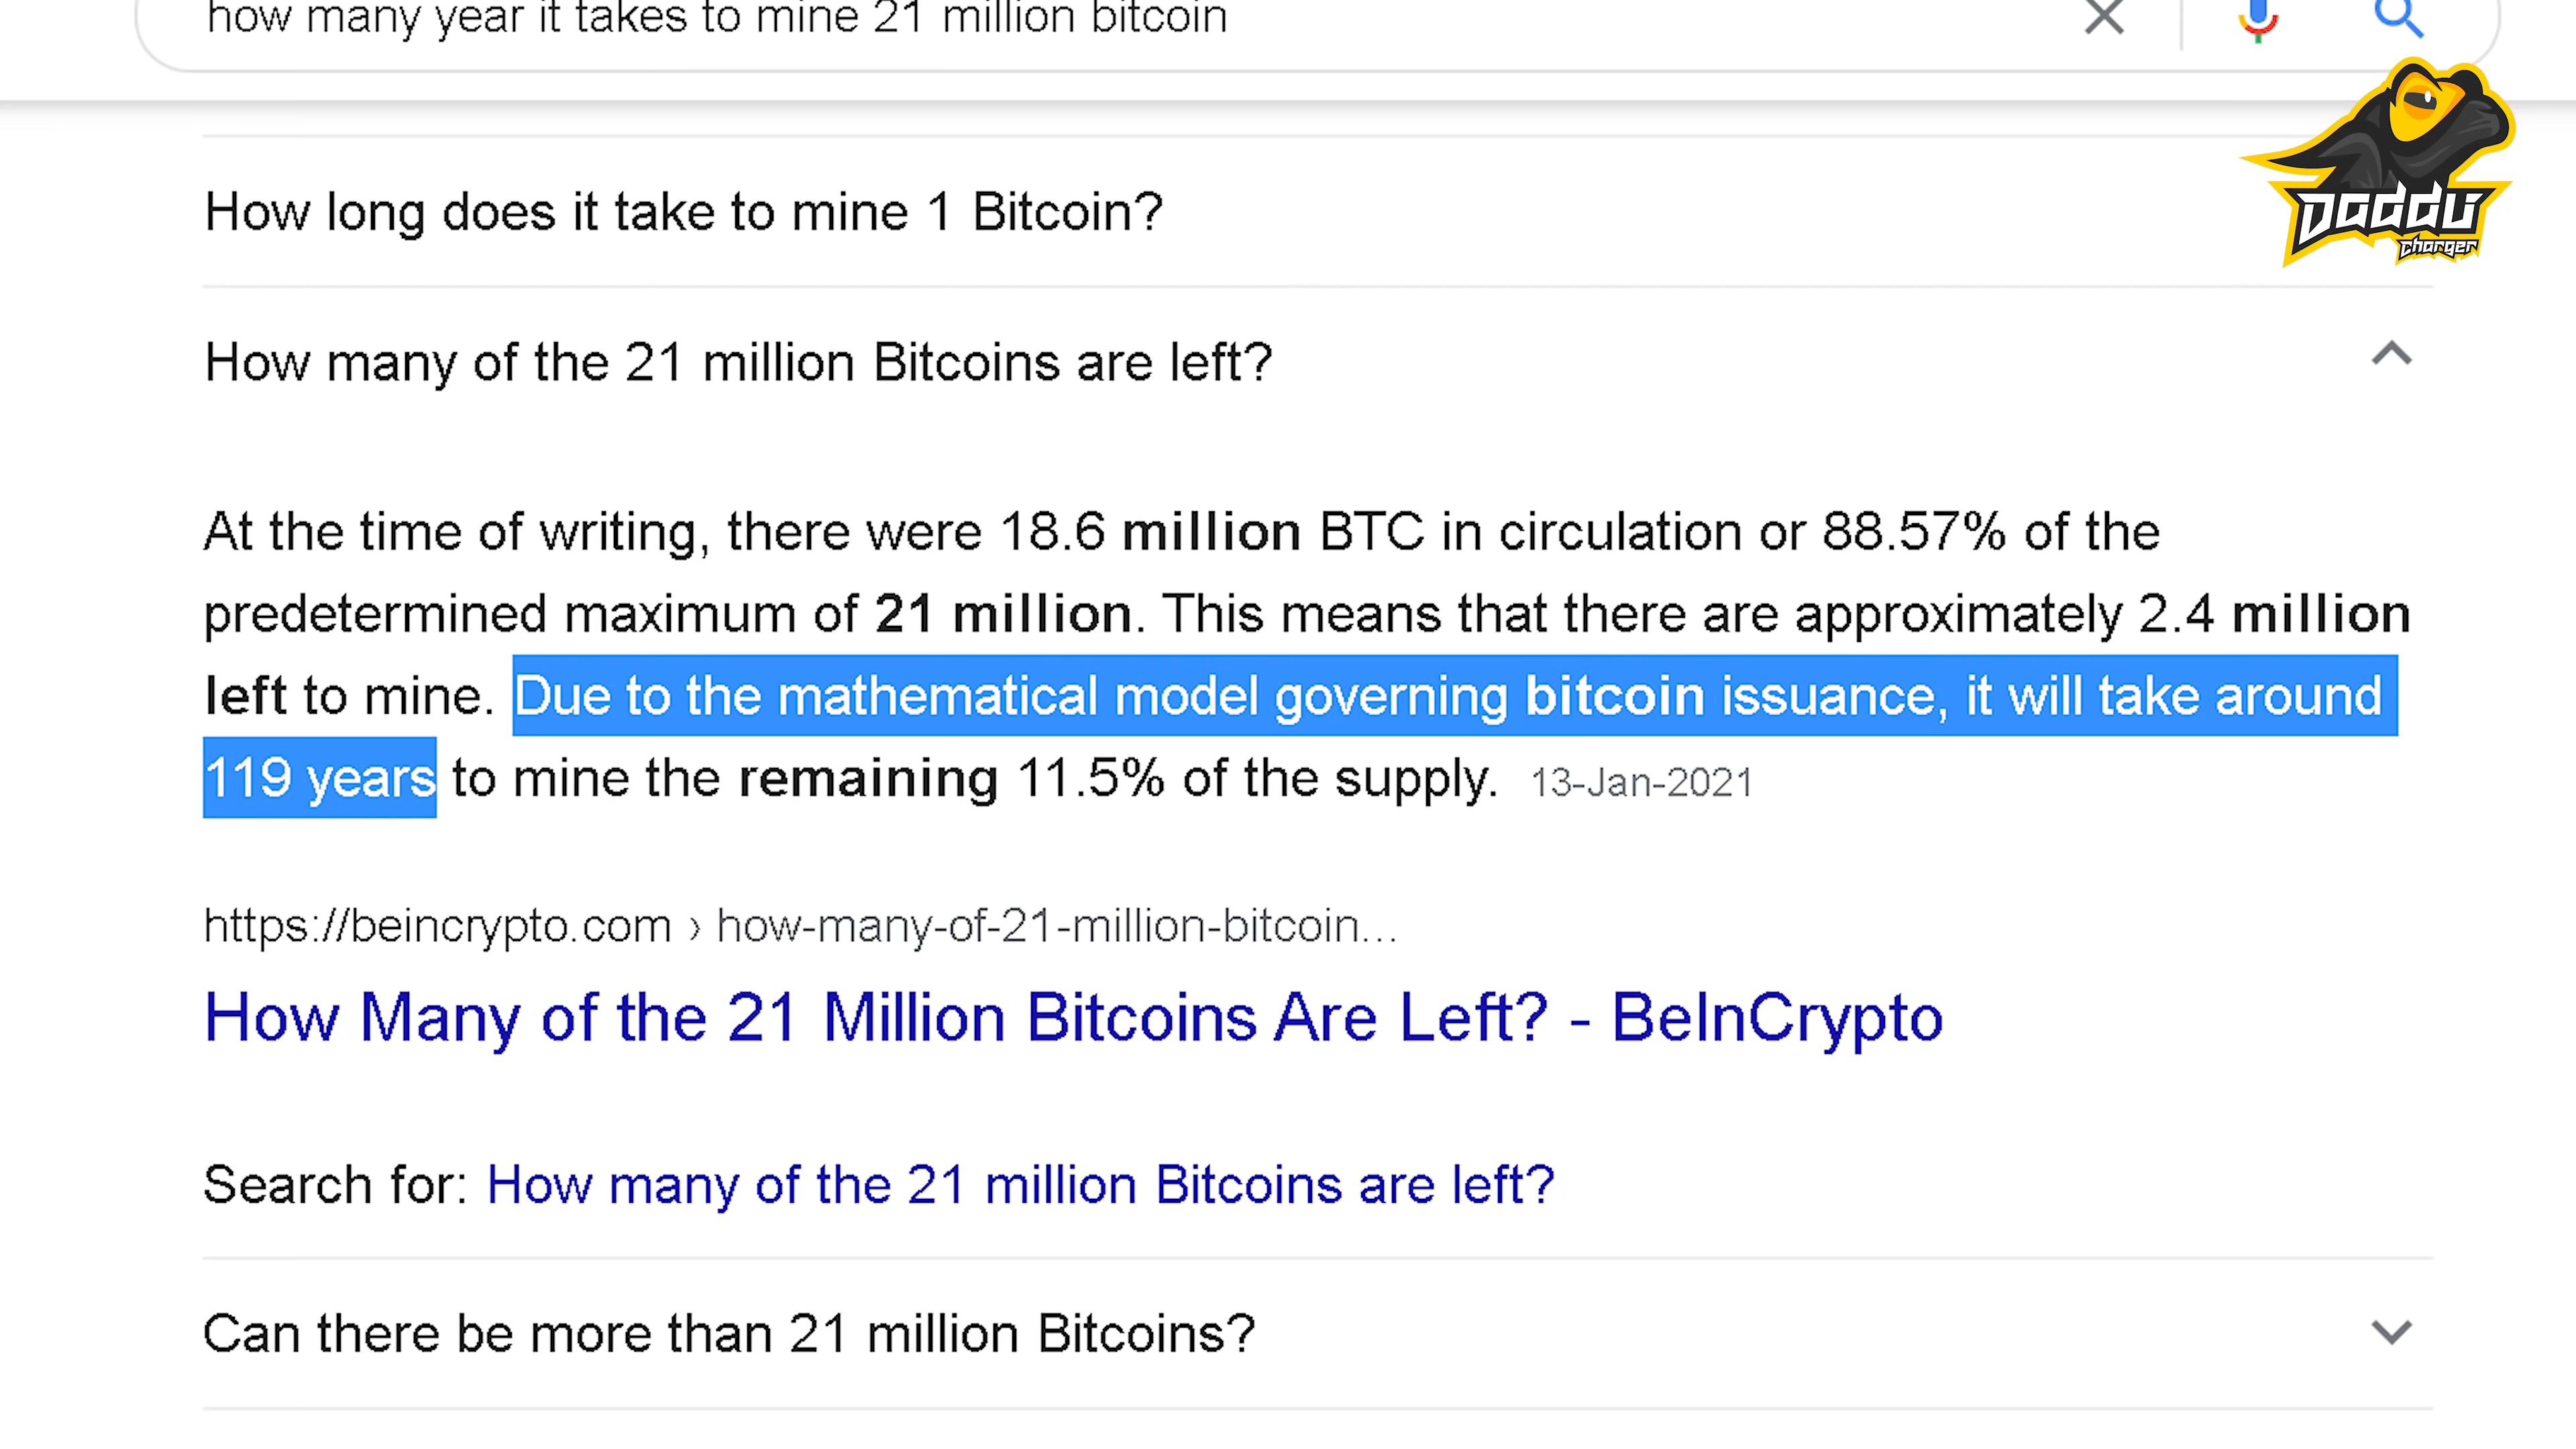 how many year it takes to mine 21 million bitcoin
Daddu
charger
How long does it take to mine 1 Bitcoin?
How many of the 21 million Bitcoins are left?
At the time of writing, there were 18.6 million BTC in circulation or 88.57% of the
predetermined maximum of 21 million. This means that there are approximately 2.4 million
left to mine. Due to the mathematical model governing bitcoin issuance, it will take around
119 years to mine the remaining 11.5% of the supply. 13-Jan-2021
https://beincrypto.com › how-many-of-21-million-bitcoin...
How Many of the 21 Million Bitcoins Are Left? - BeInCrypto
Search for: How many of the 21 million Bitcoins are left?
Can there be more than 21 million Bitcoins?